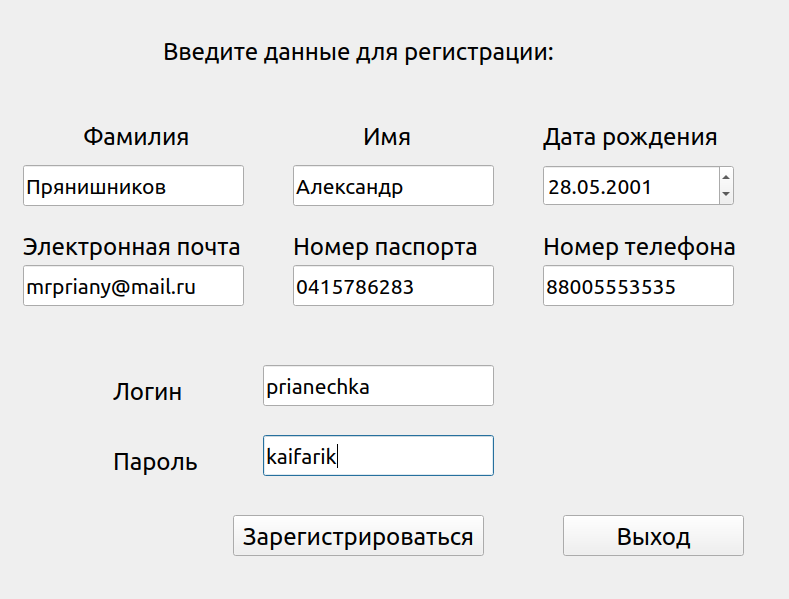 Введите данные для регистрации:
Фамилия Имя Дата рождения
Прянишников Александр 28.05.2001
Электронная почта Номер паспорта Номер телефона
mrpriany@mail.ru 0415786283 88005553535
Логин prianechka
Пароль kaifarik
Зарегистрироваться Выход